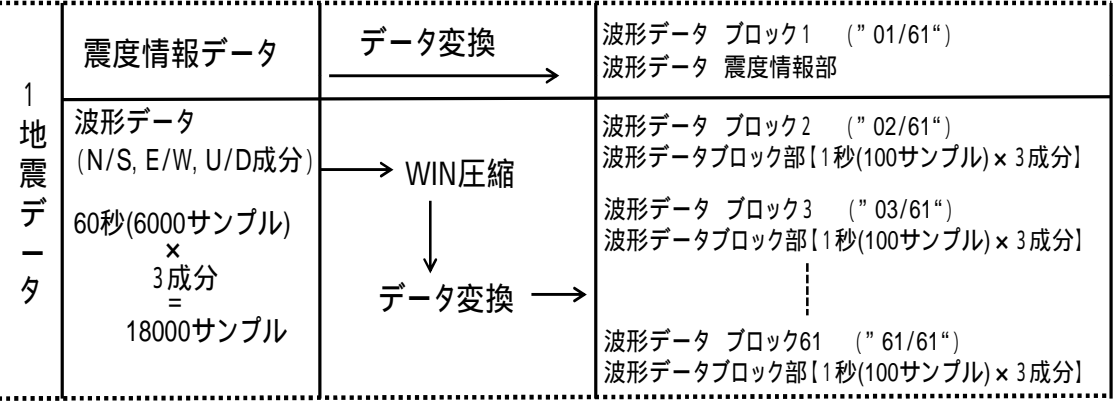 1
地
震
デ
ー
タ
震度情報データ
データ変換
波形データ ブロック1 (”01/61“)
波形データ 震度情報部
波形データ
(N/S, E/W, U/D成分)
60秒(6000サンプル)
×
3成分
=
18000サンプル
WIN圧縮
データ変換
波形データ ブロック2 (”02/61“)
波形データブロック部【1秒(100サンプル)×3成分】
波形データ ブロック3 (”03/61“)
波形データブロック部【1秒(100サンプル)×3成分】
波形データ ブロック61 (”61/61“)
波形データブロック部【1秒(100サンプル)×3成分】